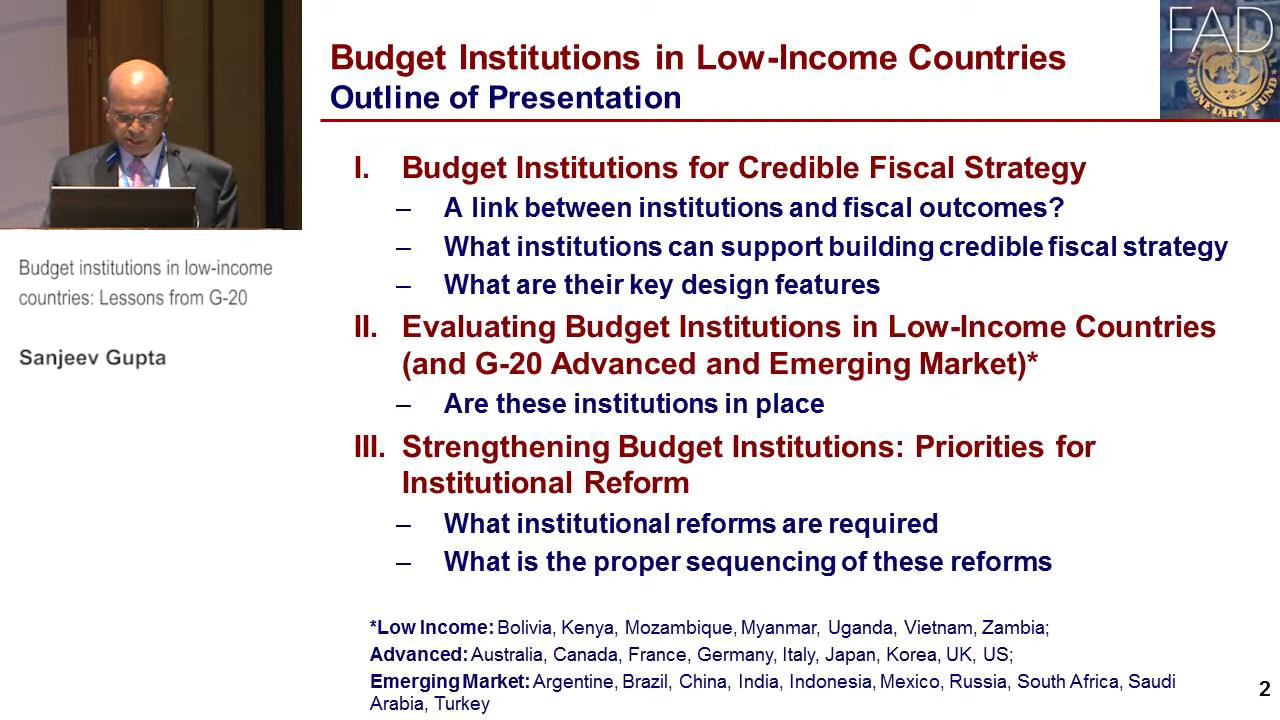 FAD
INTERNATIONAL MONETARY FUND
Budget Institutions in Low-Income Countries
Outline of Presentation
Budget institutions in low-income
countries: Lessons from G-20
Sanjeev Gupta
I. Budget Institutions for Credible Fiscal Strategy
– A link between institutions and fiscal outcomes?
– What institutions can support building credible fiscal strategy
– What are their key design features
II. Evaluating Budget Institutions in Low-Income Countries
(and G-20 Advanced and Emerging Market)*
– Are these institutions in place
III. Strengthening Budget Institutions: Priorities for
Institutional Reform
– What institutional reforms are required
– What is the proper sequencing of these reforms
*Low Income: Bolivia, Kenya, Mozambique, Myanmar, Uganda, Vietnam, Zambia;
Advanced: Australia, Canada, France, Germany, Italy, Japan, Korea, UK, US;
Emerging Market: Argentine, Brazil, China, India, Indonesia, Mexico, Russia, South Africa, Saudi
Arabia, Turkey
2